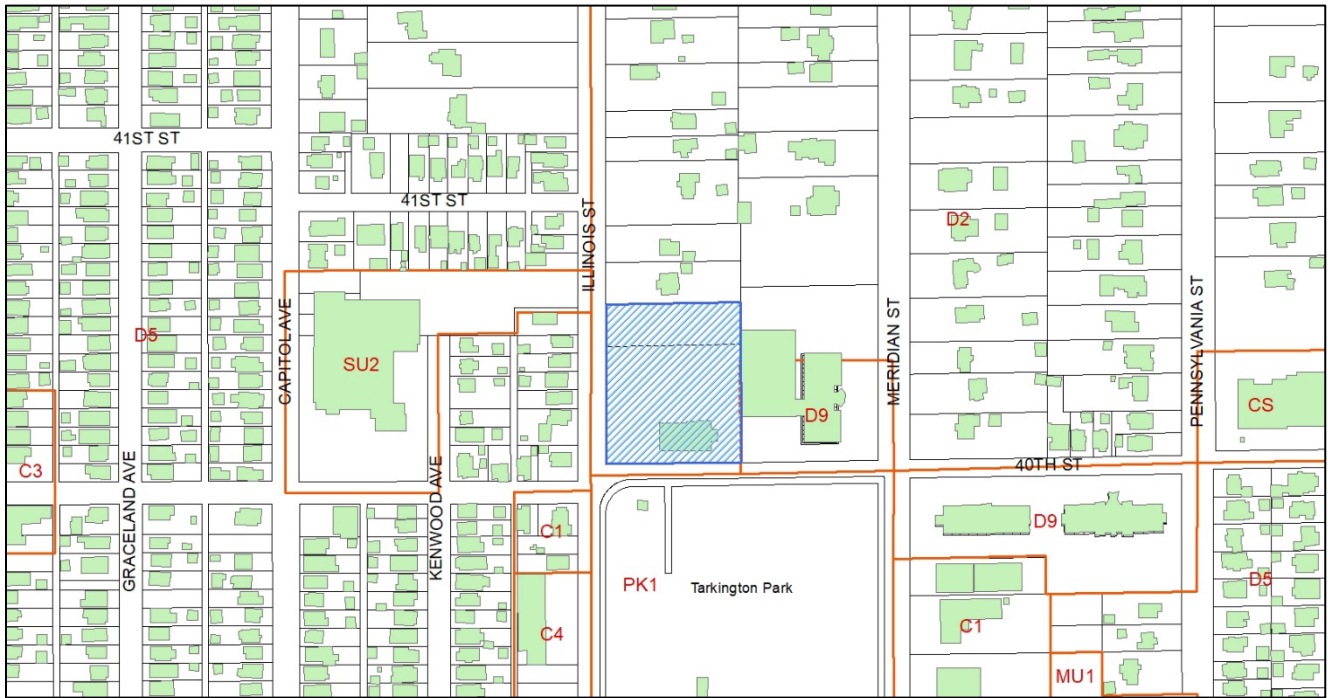 41ST ST
41ST ST
ILLINOIS ST
D2
CAPITOL AVE
D5
SU2
MERIDIAN ST
PENNSYLVANIA ST
CS
D9
C3
40TH ST
GRACELAND AVE
KENWOOD AVE
C1
D9
PK1
Tarkington Park
D5
C4
C1
MU1